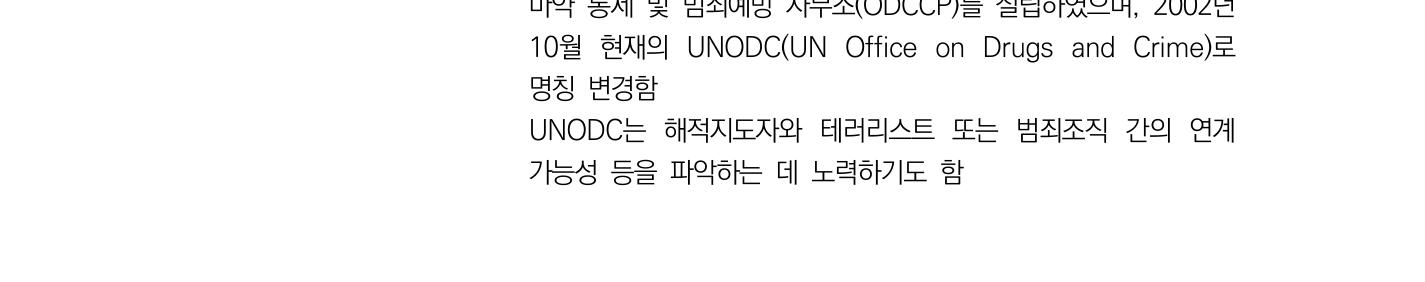 마약 통제 및 범죄예방 사무소(ODCCP)를 설립하였으며, 2002년
10월 현재의 UNODC(UN Office on Drugs and Crime)로
명칭 변경함
UNODC는 해적지도자와 테러리스트 또는 범죄조직 간의 연계
가능성 등을 파악하는 데 노력하기도 함